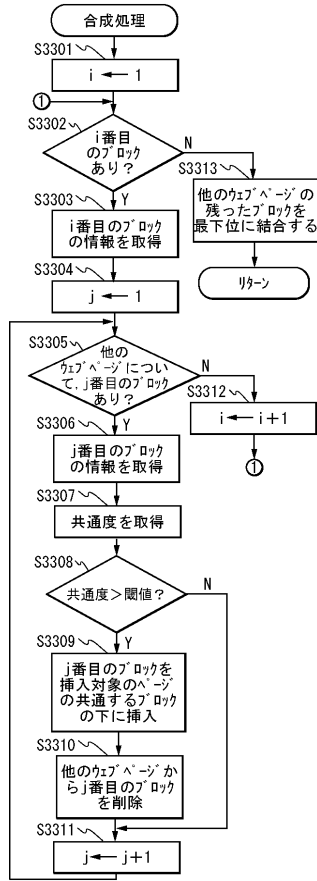 合成処理
S3301
i ← 1
①
S3302
i番目
のブロック
あり？
N
Y
S3313
他のウェブページの
残ったブロックを
最下位に結合する
リターン
S3303
i番目のブロック
の情報を取得
S3304
j ← 1
S3305
他の
ウェブページについ
て,j番目のブロック
あり？
N
Y
S3312
i ← i+1
①
S3306
j番目のブロック
の情報を取得
S3307
共通度を取得
S3308
共通度＞閾値？
N
Y
S3309
j番目のブロックを
挿入対象のページ
の共通するブロック
の下に挿入
S3310
他のウェブページか
らj番目のブロック
を削除
S3311
j ← j+1